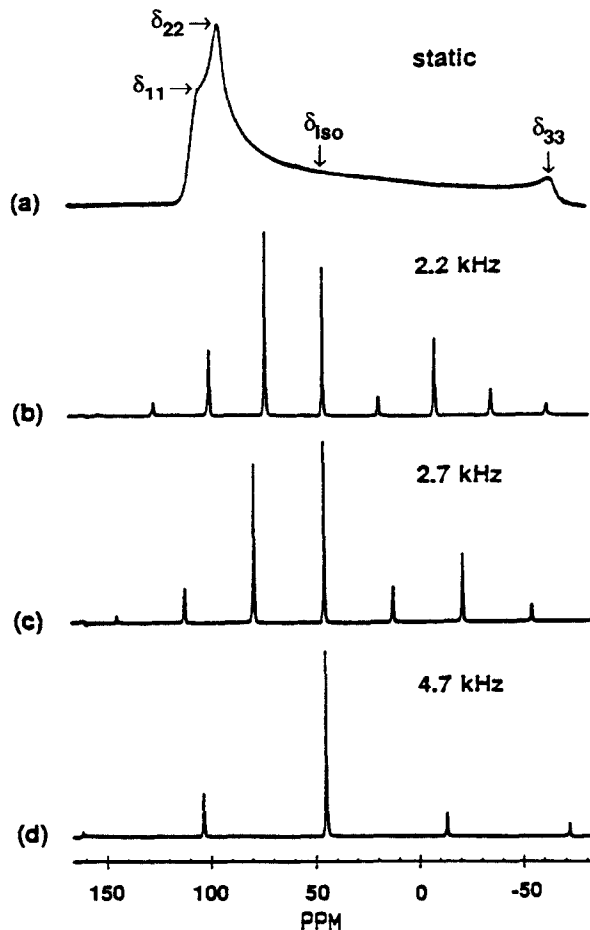 δ22→
static
δ11→
δiso
↓
δ33
↓
(a)
2.2 kHz
(b)
2.7 kHz
(c)
4.7 kHz
(d)
150 100 50 0 -50
PPM